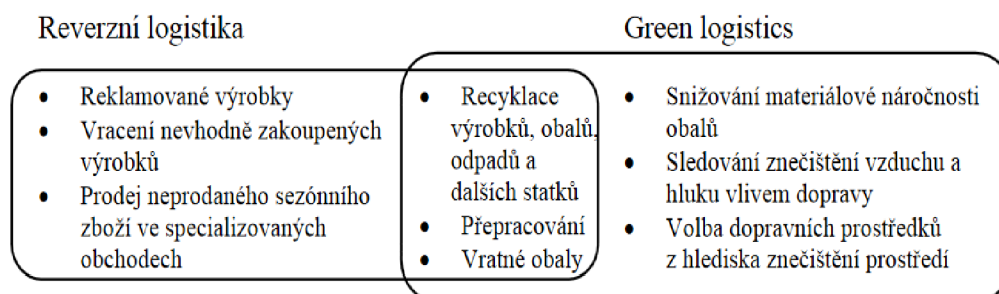 Reverzní logistika
Green logistics
• Reklamované výrobky
• Vracení nevhodně zakoupených
výrobků
• Prodej neprodaného sezónního
zboží ve specializovaných
obchodech
• Recyklace
výrobků, obalů,
odpadů a
dalších statků
• Přepracování
• Vratné obaly
• Snižování materiálové náročnosti
obalů
• Sledování znečištění vzduchu a
hluku vlivem dopravy
• Volba dopravních prostředků
z hlediska znečištění prostředí